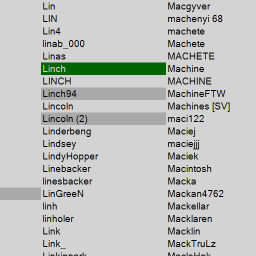 Lin
LIN
Lin4
linab_000
Linas
Linch
LINCH
Linch94
Lincoln
Lincoln (2)
Linderbeng
Lindsey
LindyHopper
Linebacker
linesbacker
LinGreeN
linh
linholer
Link
Link_
Macgyver
machenyi 68
machete
Machete
MACHETE
Machine
MACHINE
MachineFTW
Machines [SV]
maci122
Maciej
maciejjj
Maciek
Macintosh
Macka
Mackan4762
Mackellar
Macklaren
Macklin
MackTruLz